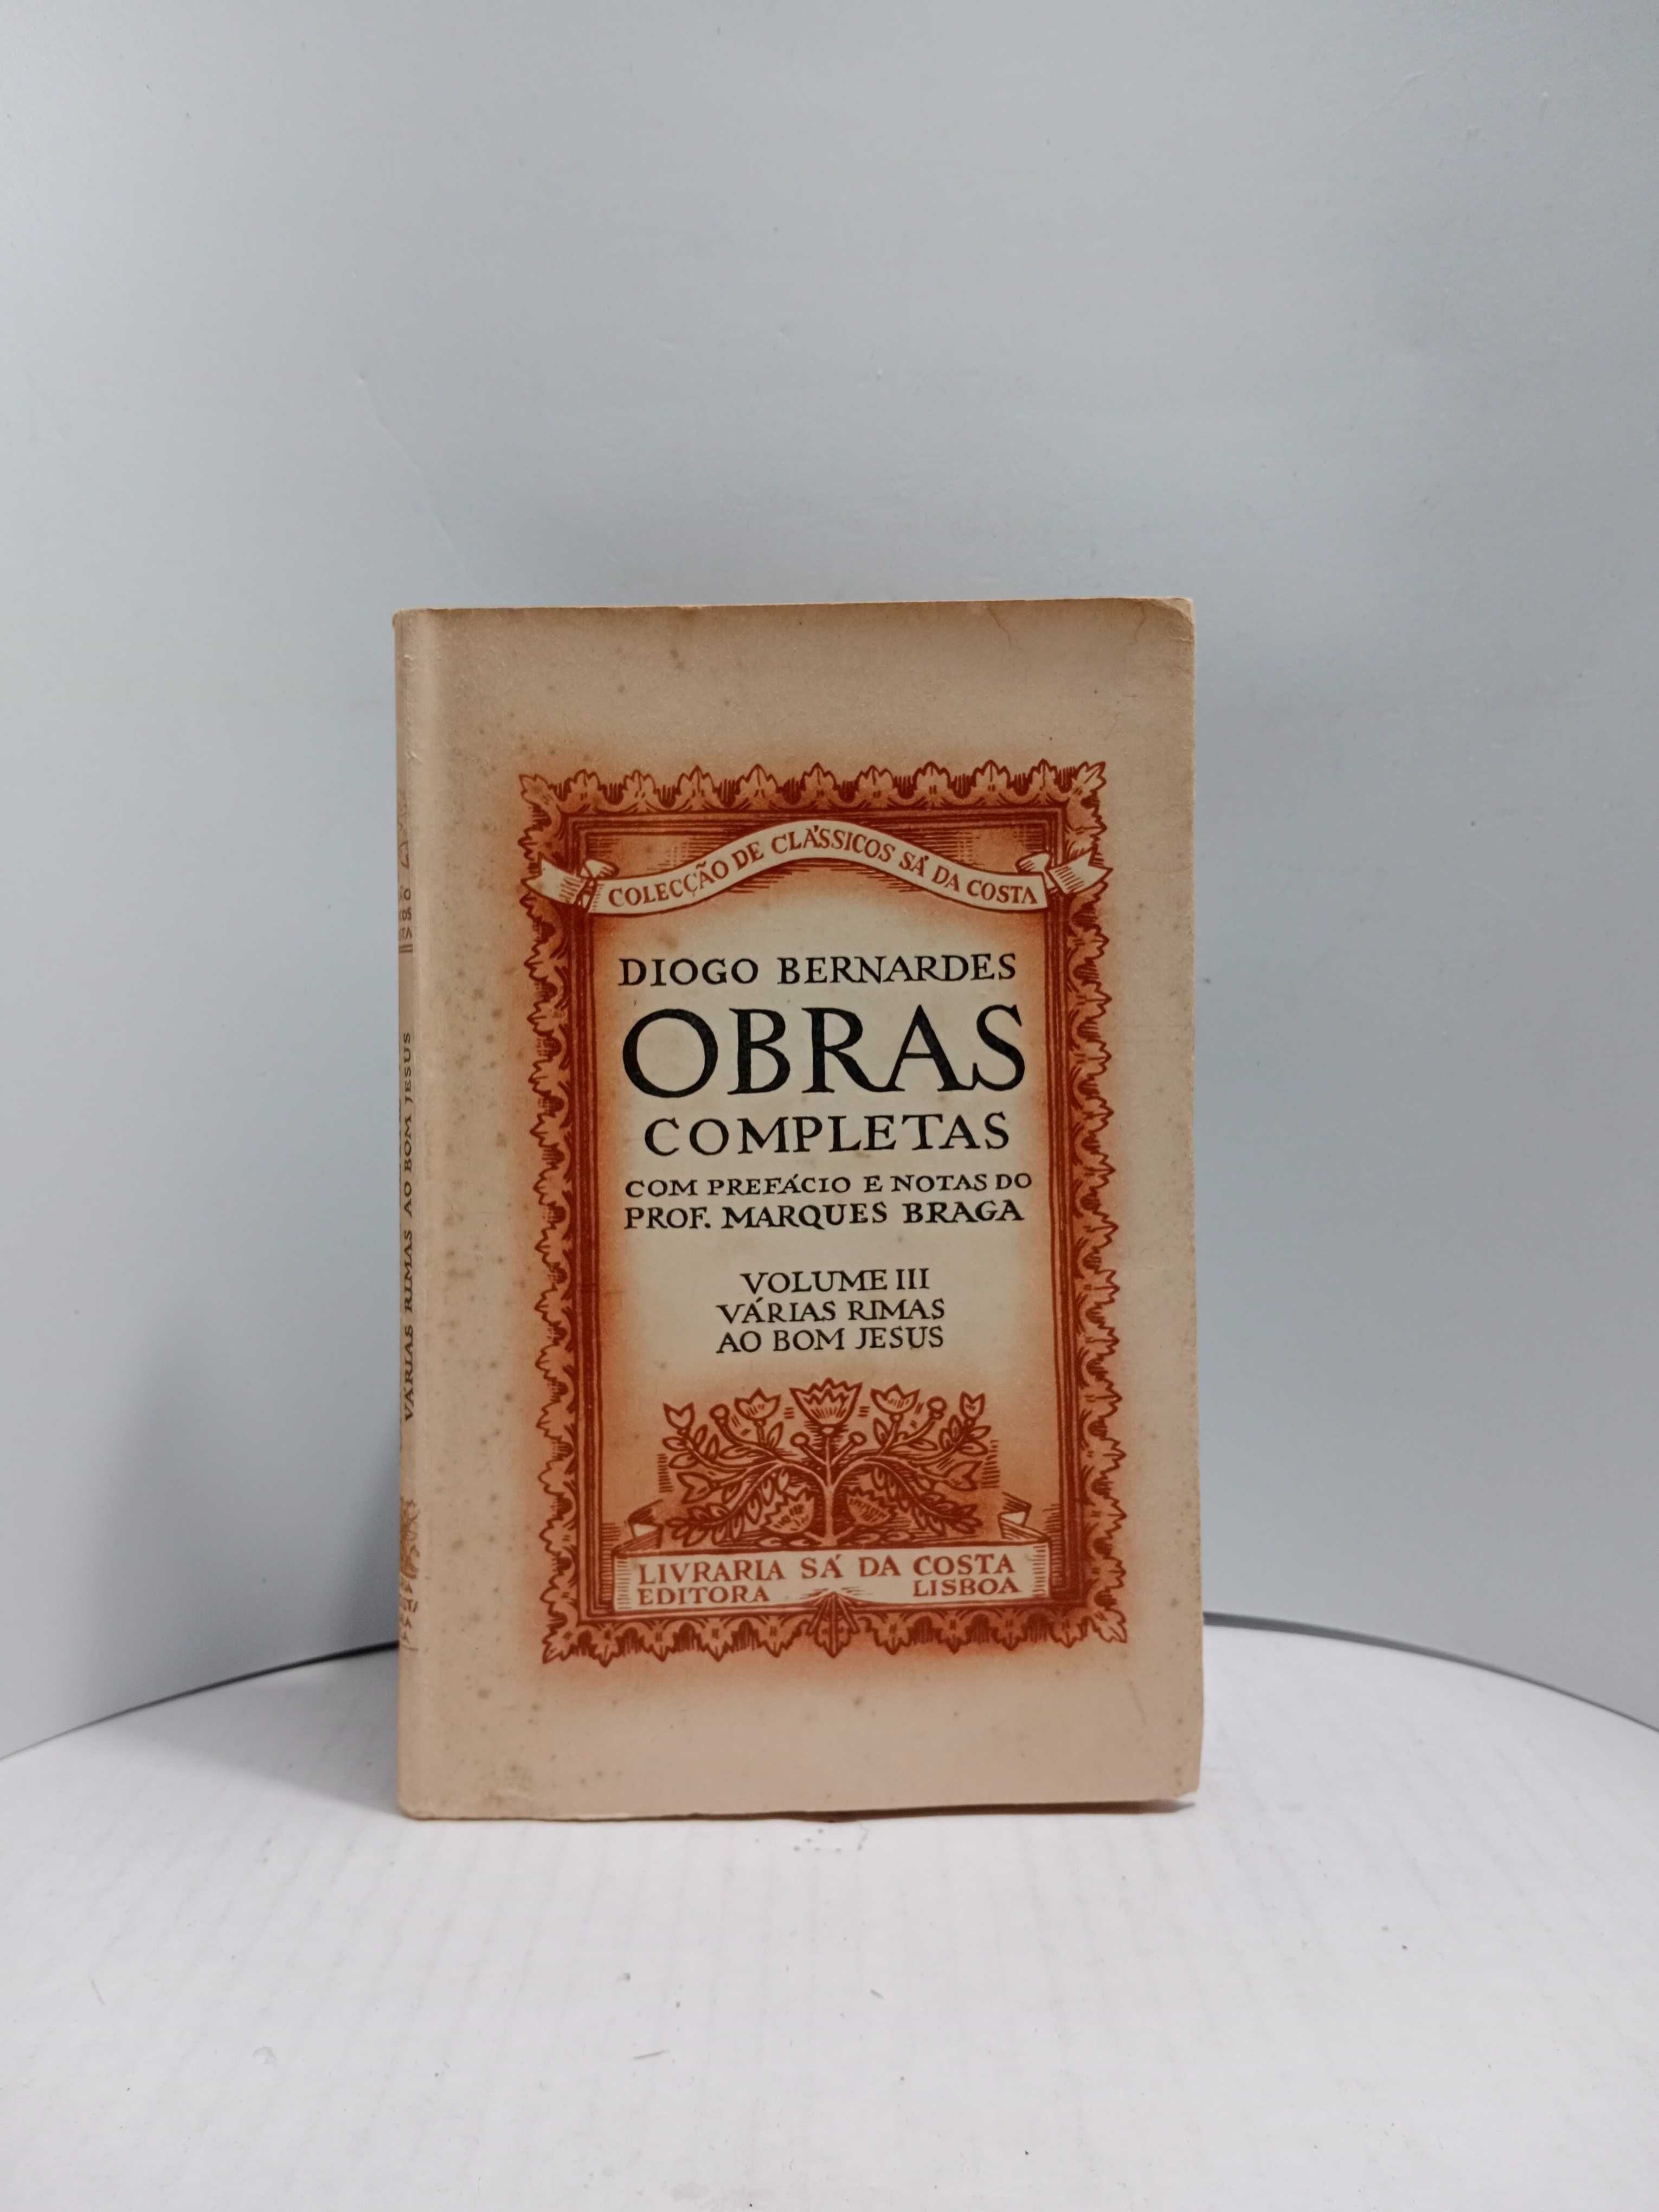 COLECÇÃO DE CLÁSSICOS SÁ DA COSTA
DIOGO BERNARDES
OBRAS
COMPLETAS
COM PREFÁCIO E NOTAS DO
PROF. MARQUES BRAGA
VOLUME III
VÁRIAS RIMAS
AO BOM JESUS
LIVRARIA SÁ DA COSTA
EDITORA LISBOA
VÁRIAS RIMAS AO BOM JESUS